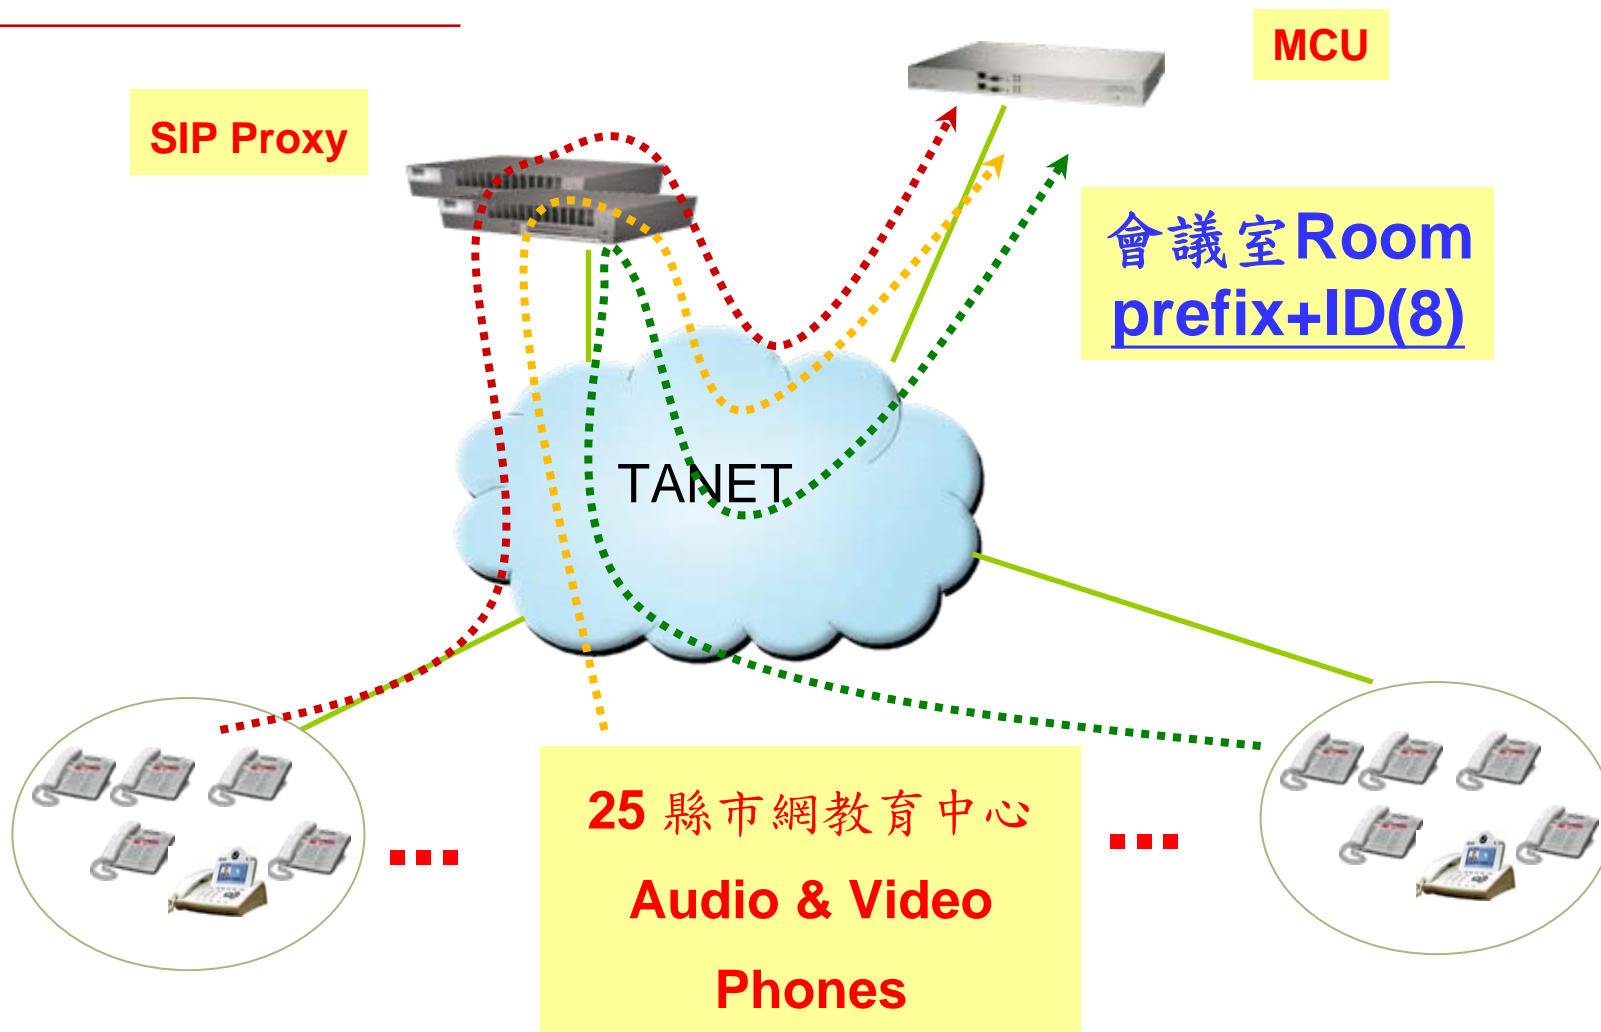 MCU
SIP Proxy
會議室Room
prefix+ID(8)
TANET
25 縣市網教育中心
Audio & Video
Phones